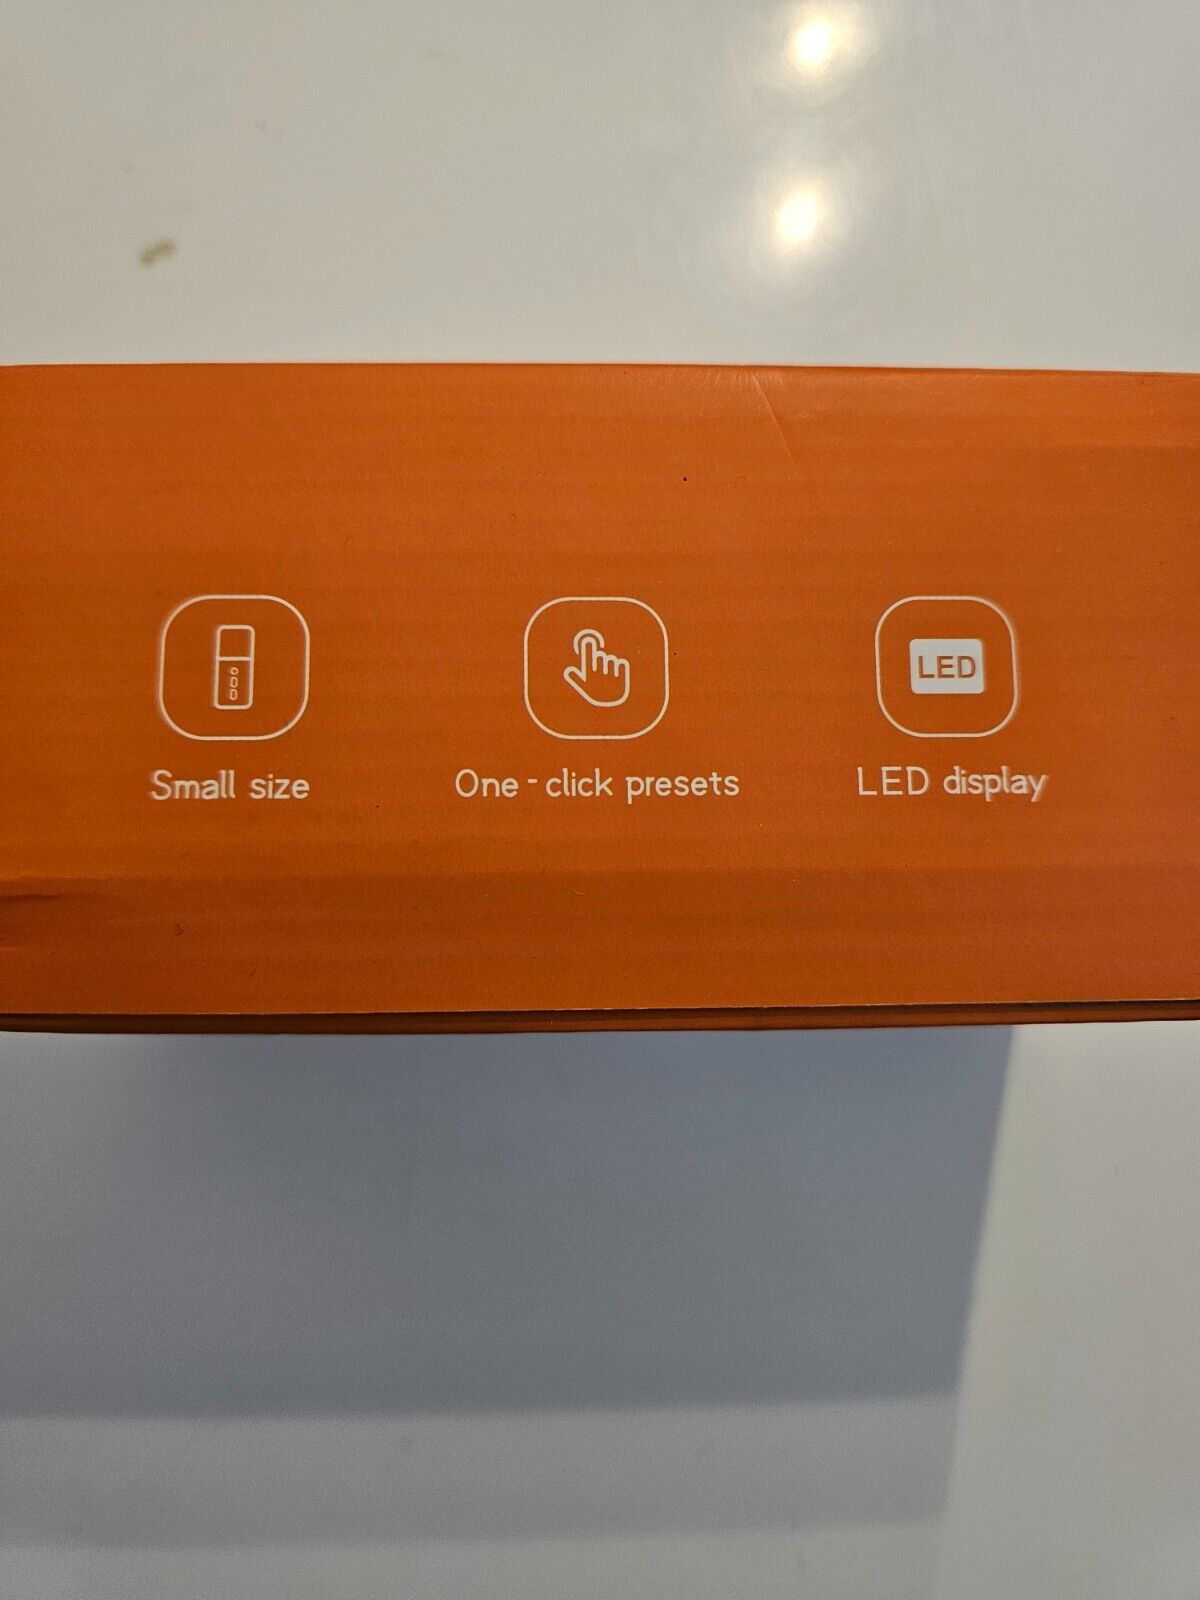 LED
Small size
One-click presets
LED display